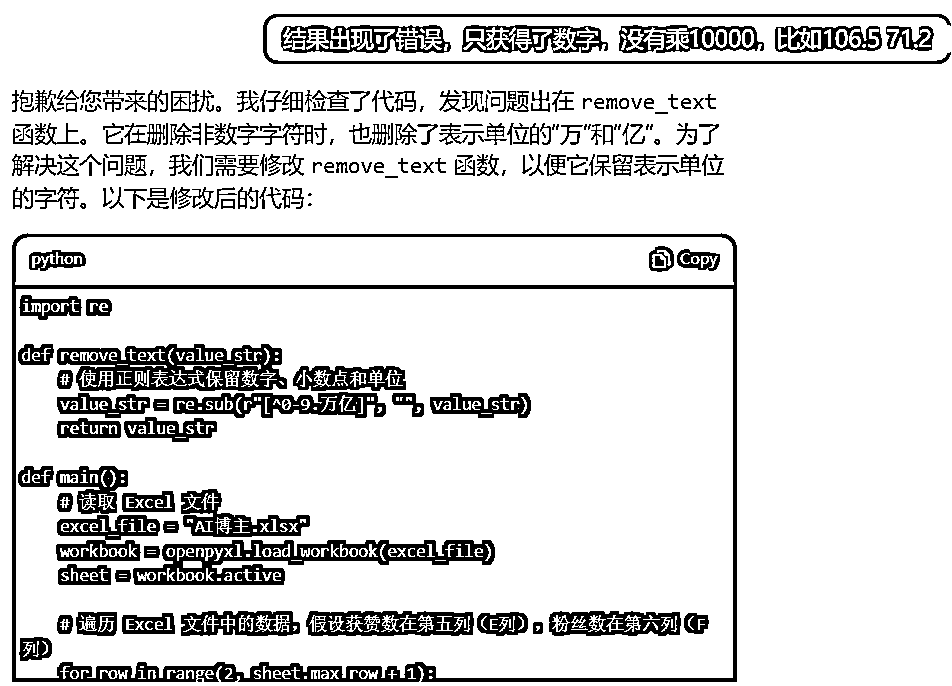 结果出现了错误，只获得了数字，没有乘10000，比如106.5 71.2
抱歉给您带来的困扰。我仔细检查了代码，发现问题出在 remove_text
函数上。它在删除非数字字符时，也删除了表示单位的“万”和“亿”。为了
解决这个问题，我们需要修改 remove_text 函数，以便它保留表示单位
的字符。以下是修改后的代码：
python
Copy
import re
def remove_text(value_str):
# 使用正则表达式保留数字、小数点和单位
value_str = re.sub(r"[^0-9.万亿]", "", value_str)
return value_str
def main():
# 读取 Excel 文件
excel_file = "AI博主.xlsx"
workbook = openpyxl.load_workbook(excel_file)
sheet = workbook.active
# 遍历 Excel 文件中的数据，假设获赞数在第五列（E列），粉丝数在第六列（F
列）
for row in range(2, sheet.max_row + 1):